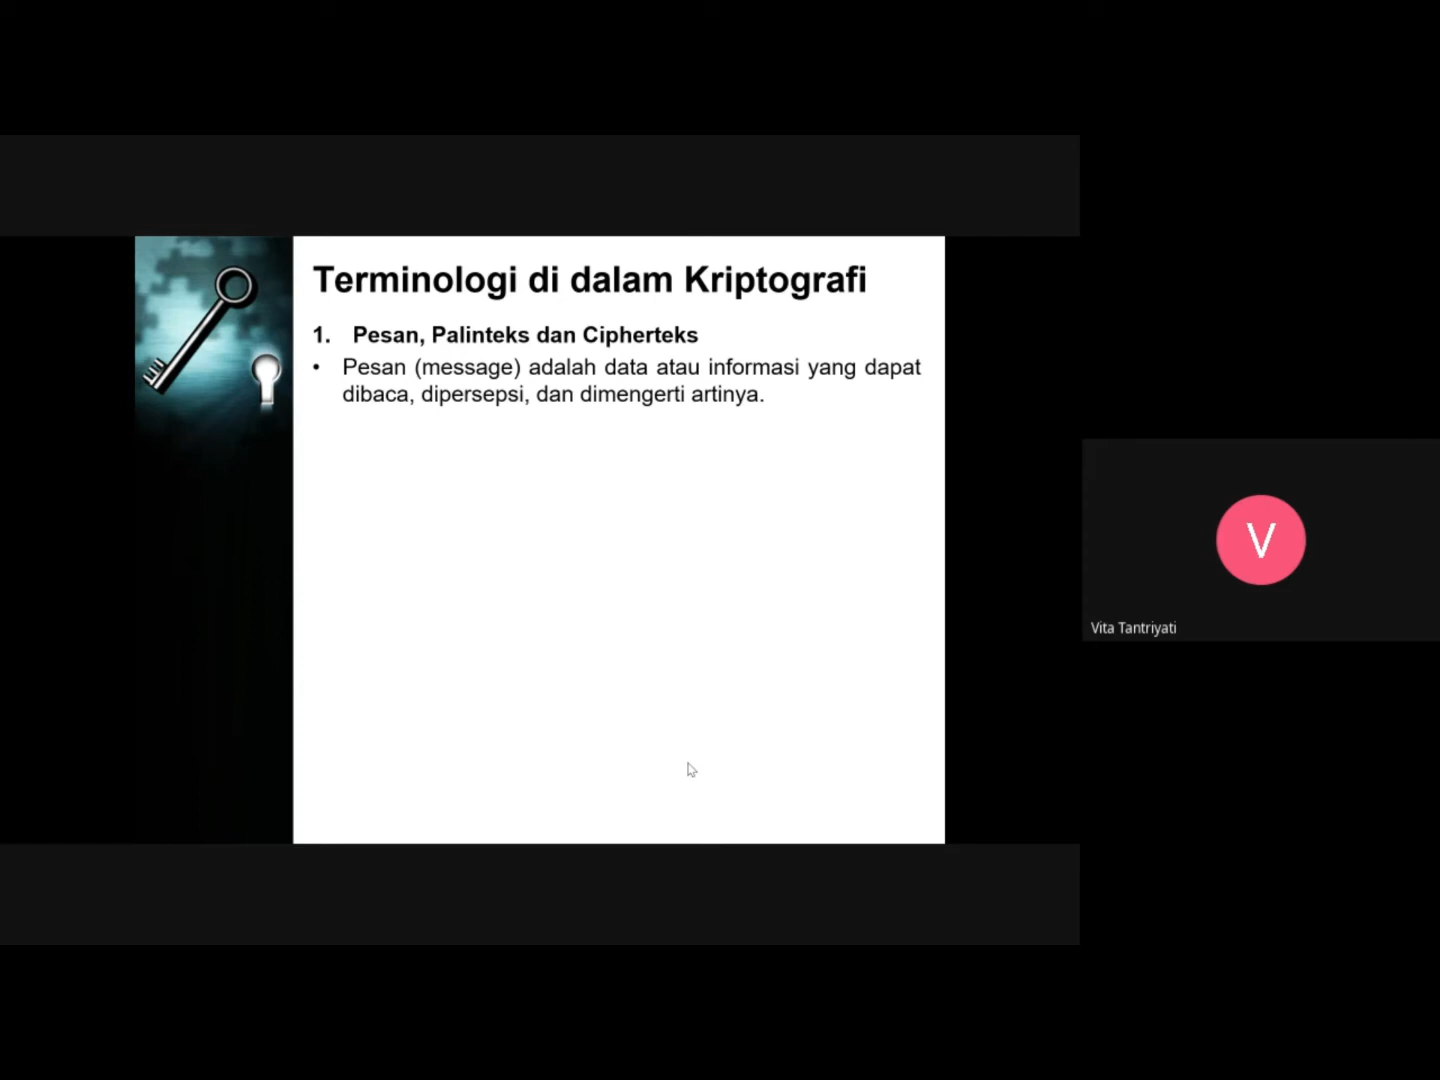 Terminologi di dalam Kriptografi
1. Pesan, Palinteks dan Cipherteks
• Pesan (message) adalah data atau informasi yang dapat
dibaca, dipersepsi, dan dimengerti artinya.
V
Vita Tantriyati